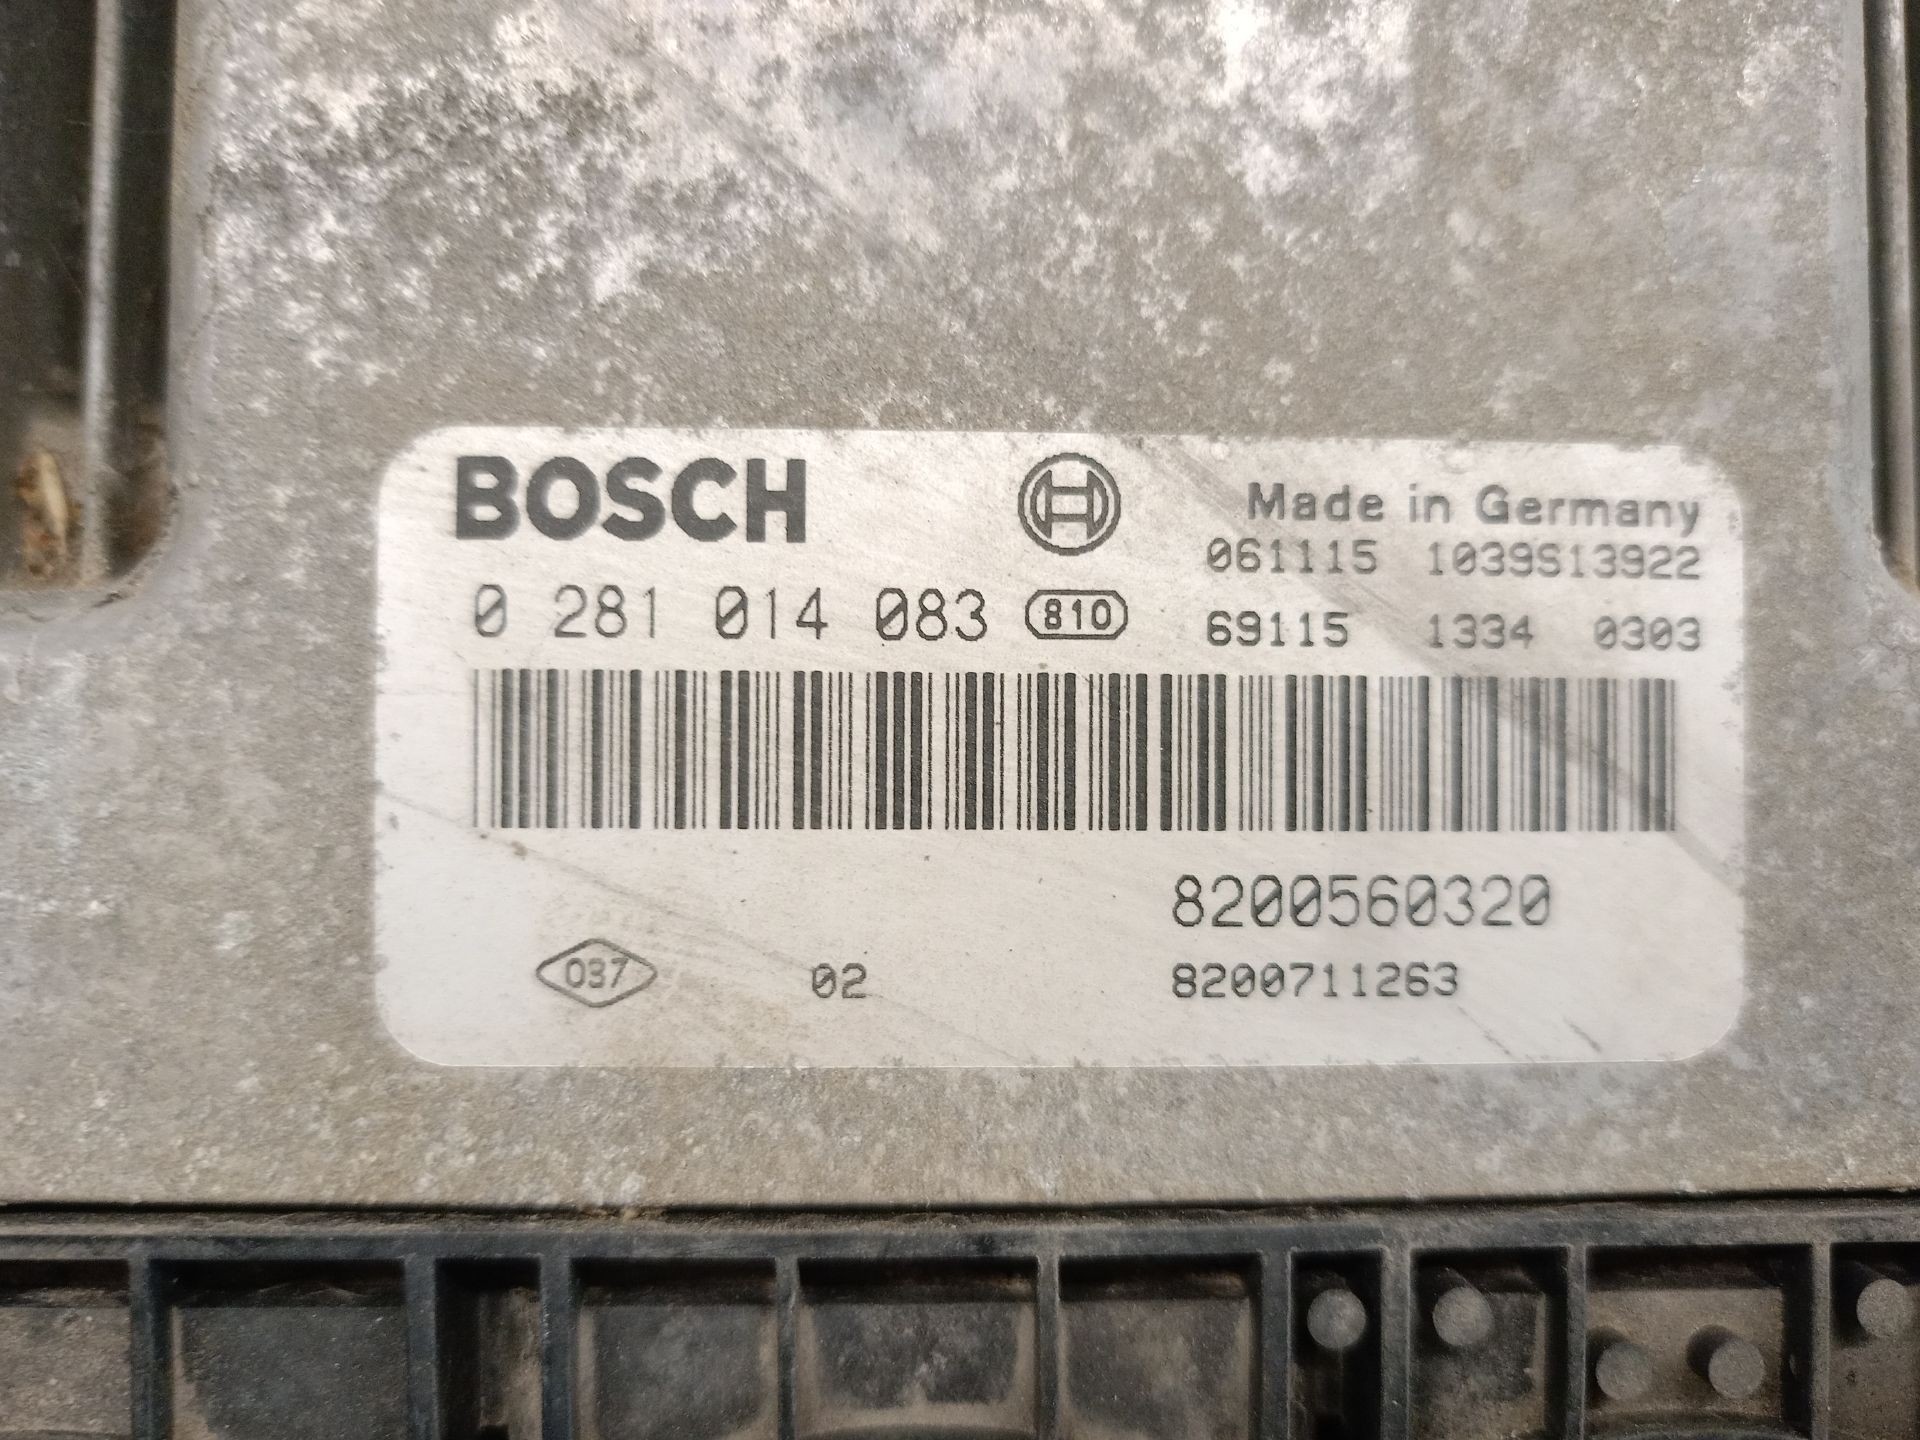 BOSCH
Made in Germany
061115 1039S13922
0 281 014 083 810
69115 1334 0303
8200560320
037 02 8200711263